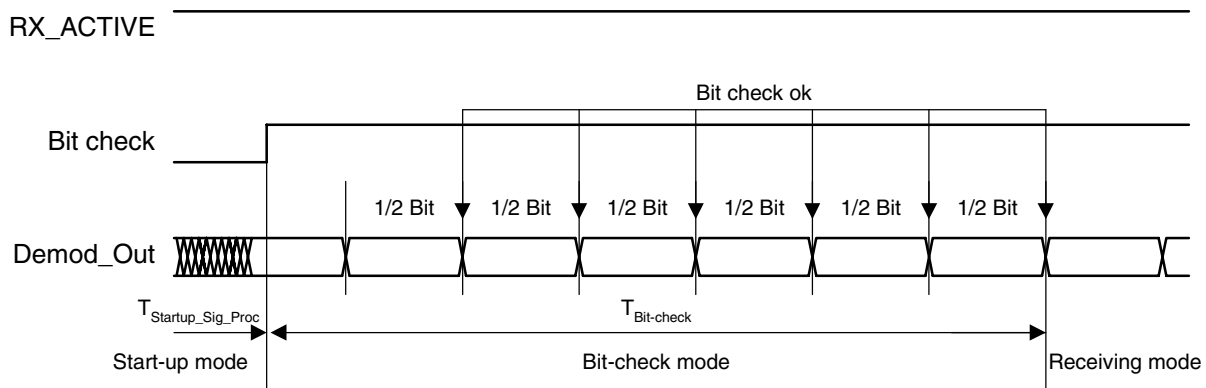 RX_ACTIVE
Bit check ok
Bit check
1/2 Bit 1/2 Bit 1/2 Bit 1/2 Bit 1/2 Bit 1/2 Bit
Demod_Out
TStartup_Sig_Proc TBit-check
Start-up mode Bit-check mode Receiving mode